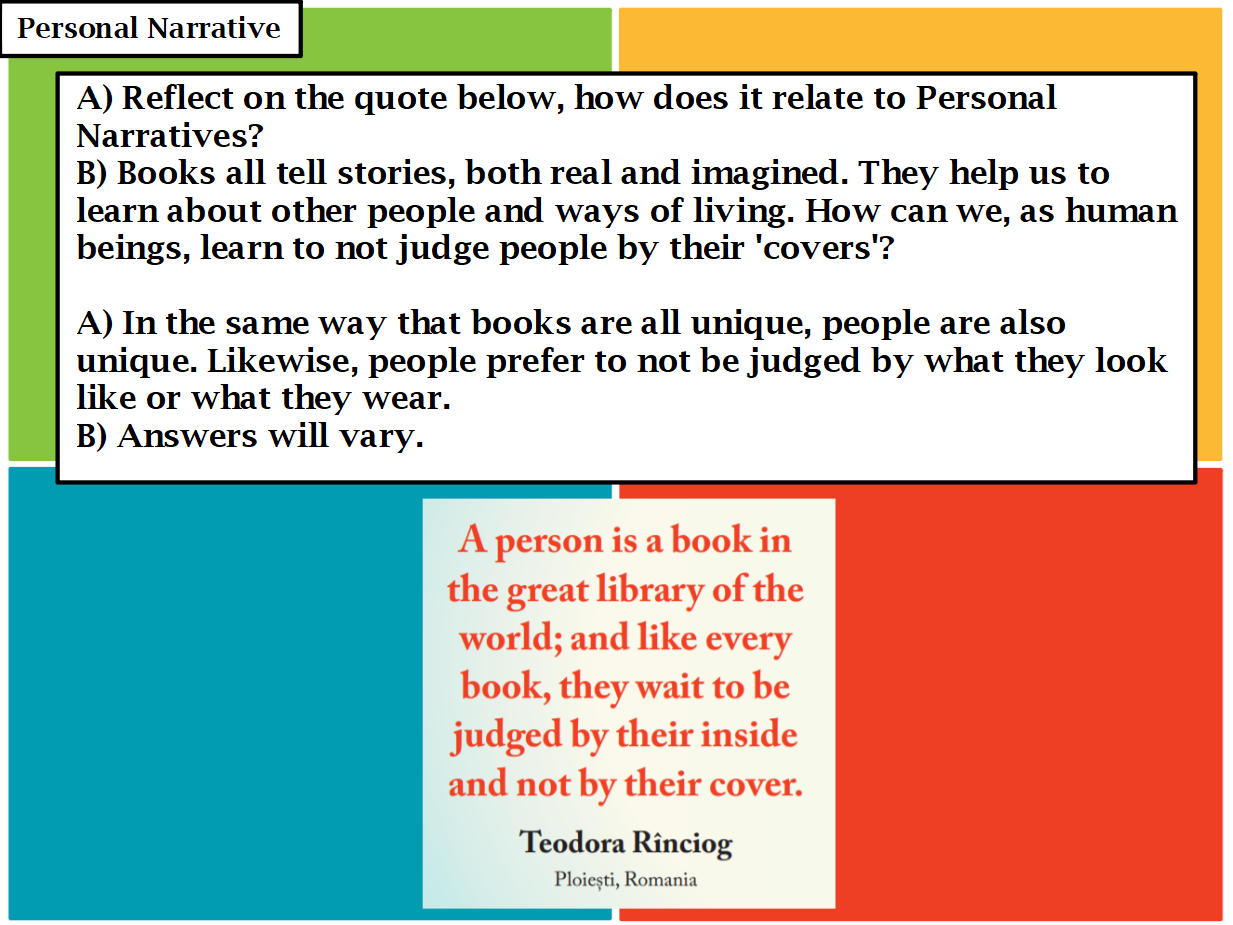 Personal Narrative
A) Reflect on the quote below, how does it relate to Personal
Narratives?
B) Books all tell stories, both real and imagined. They help us to
learn about other people and ways of living. How can we, as human
beings, learn to not judge people by their 'covers'?
A) In the same way that books are all unique, people are also
unique. Likewise, people prefer to not be judged by what they look
like or what they wear.
B) Answers will vary.
A person is a book in
the great library of the
world; and like every
book, they wait to be
judged by their inside
and not by their cover.
Teodora Rînciog
Ploiești, Romania